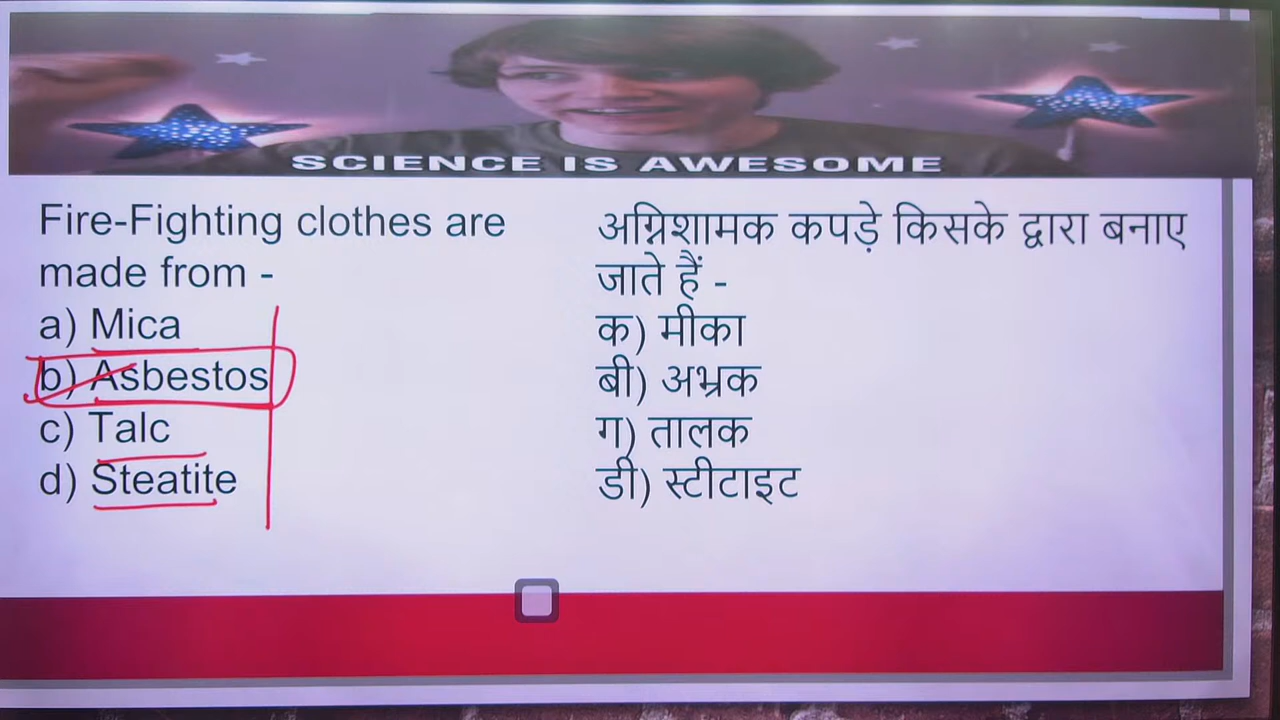 SCIENCE IS AWESOME
Fire-Fighting clothes are
made from -
a) Mica
b) Asbestos
c) Talc
d) Steatite
अग्निशामक कपड़े किसके द्वारा बनाए
जाते हैं -
क) मीका
बी) अभ्रक
ग) तालक
डी) स्टीटाइट